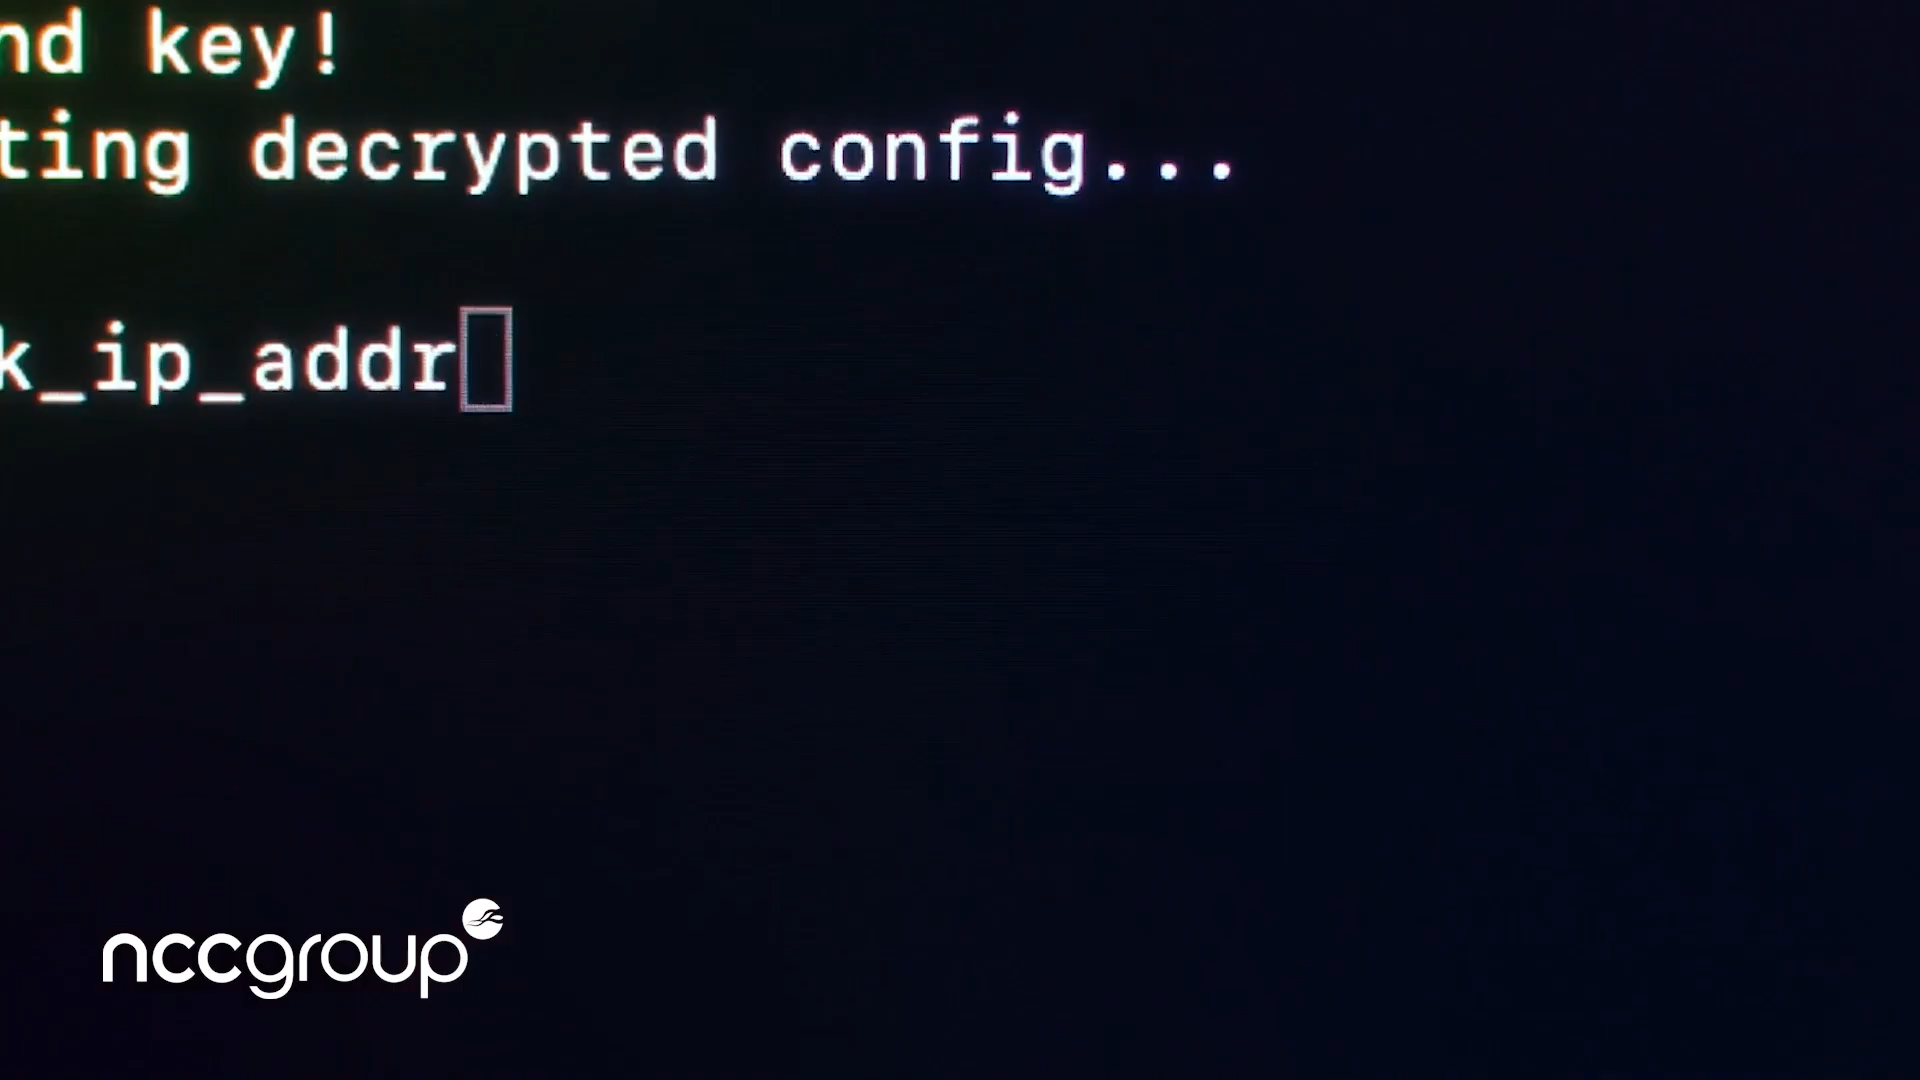 nd key!
ting decrypted config...
k_ip_addr
nccgroup